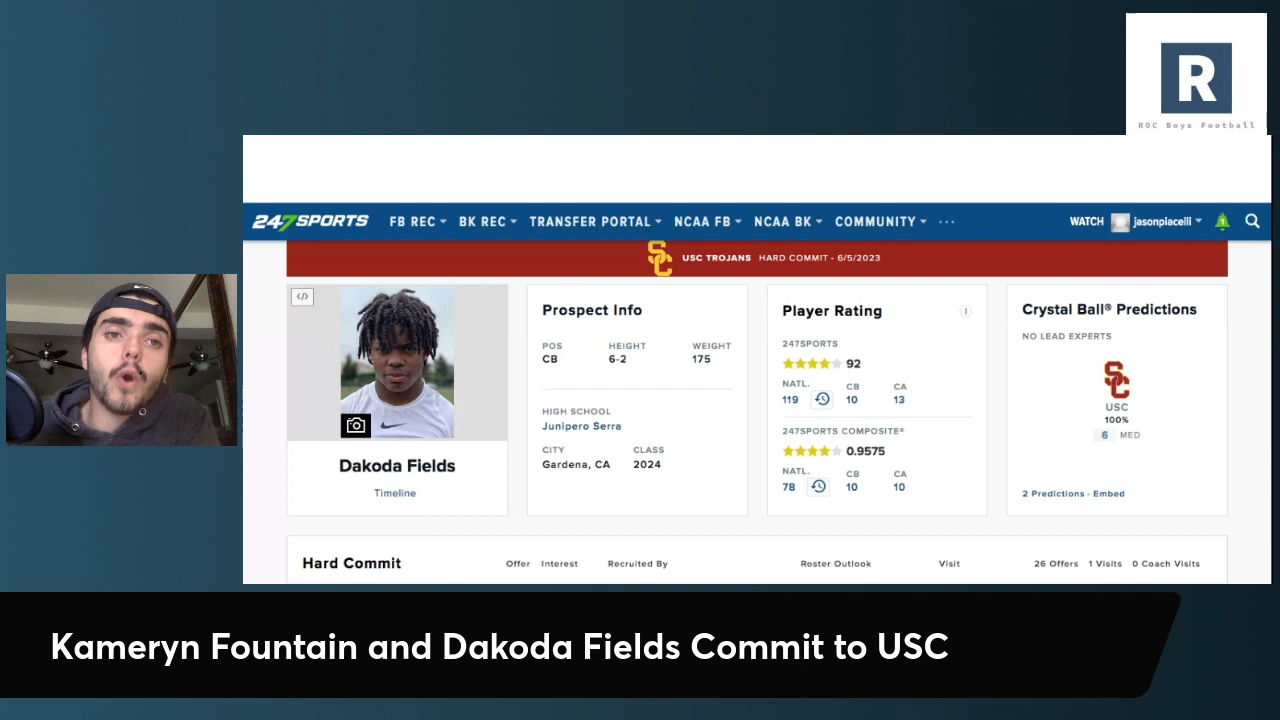 R
ROC Boys Football
247SPORTS FB REC BK REC TRANSFER PORTAL NCAA FB NCAA BK COMMUNITY ... WATCH jasonpiacelli 1
SC USC TROJANS HARD COMMIT - 6/5/2023
</>
Dakoda Fields
Timeline
Prospect Info
POS HEIGHT WEIGHT
CB 6-2 175
HIGH SCHOOL
Junipero Serra
CITY CLASS
Gardena, CA 2024
Player Rating i
247SPORTS
92
NATL. CB CA
119 10 13
247SPORTS COMPOSITE®
0.9575
NATL. CB CA
78 10 10
Crystal Ball® Predictions
NO LEAD EXPERTS
SC
USC
100%
6 MED
2 Predictions · Embed
Hard Commit Offer Interest Recruited By Roster Outlook Visit 26 Offers 1 Visits 0 Coach Visits
Kameryn Fountain and Dakoda Fields Commit to USC